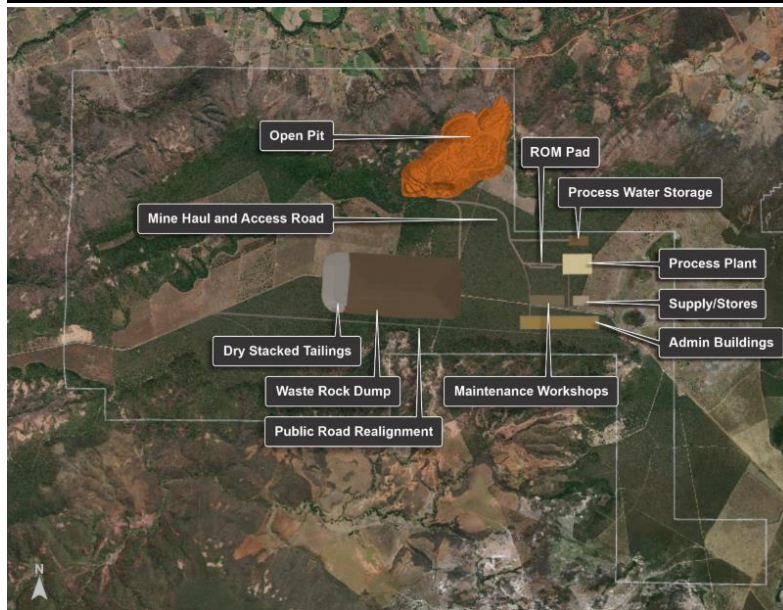 Open Pit
ROM Pad
Process Water Storage
Mine Haul and Access Road
Process Plant
Supply/Stores
Admin Buildings
Dry Stacked Tailings
Waste Rock Dump
Maintenance Workshops
Public Road Realignment
N